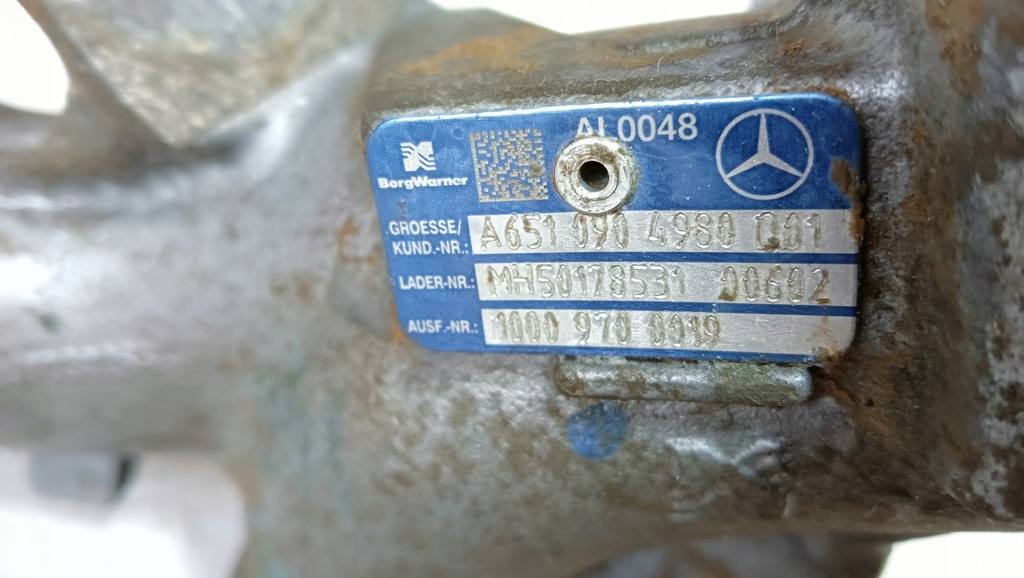 AL0048
BorgWarner
GROESSE/
KUND.-NR.: A651 090 4980 Q01
LADER-NR.: MH50178531 00602
AUSF.-NR.: 1000 970 0019